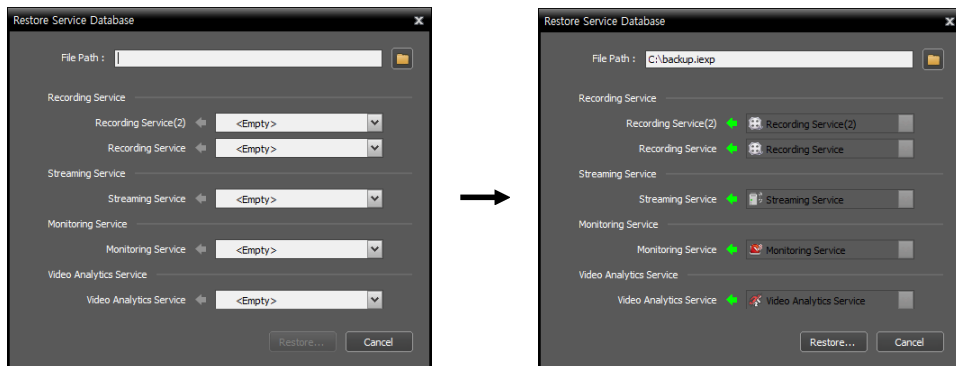 Restore Service Database
File Path :
Recording Service
Recording Service(2) <Empty>
Recording Service <Empty>
Streaming Service
Streaming Service <Empty>
Monitoring Service
Monitoring Service <Empty>
Video Analytics Service
Video Analytics Service <Empty>
Restore... Cancel
Restore Service Database
File Path : C:\backup.iexp
Recording Service
Recording Service(2) Recording Service(2)
Recording Service Recording Service
Streaming Service
Streaming Service Streaming Service
Monitoring Service
Monitoring Service Monitoring Service
Video Analytics Service
Video Analytics Service Video Analytics Service
Restore... Cancel